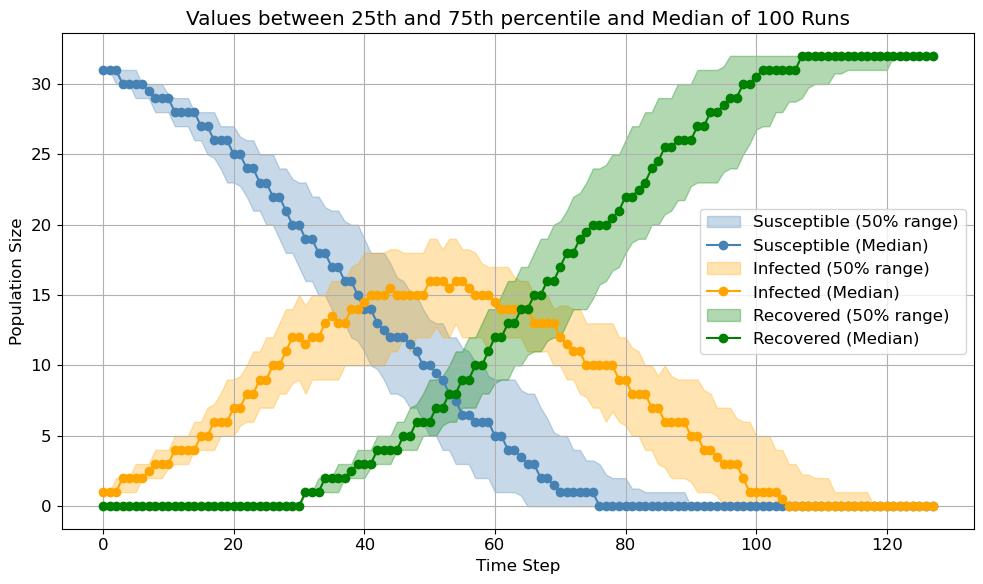 Values between 25th and 75th percentile and Median of 100 Runs
Population Size
30
25
20
15
10
5
0
Susceptible (50% range)
Susceptible (Median)
Infected (50% range)
Infected (Median)
Recovered (50% range)
Recovered (Median)
0 20 40 60 80 100 120
Time Step